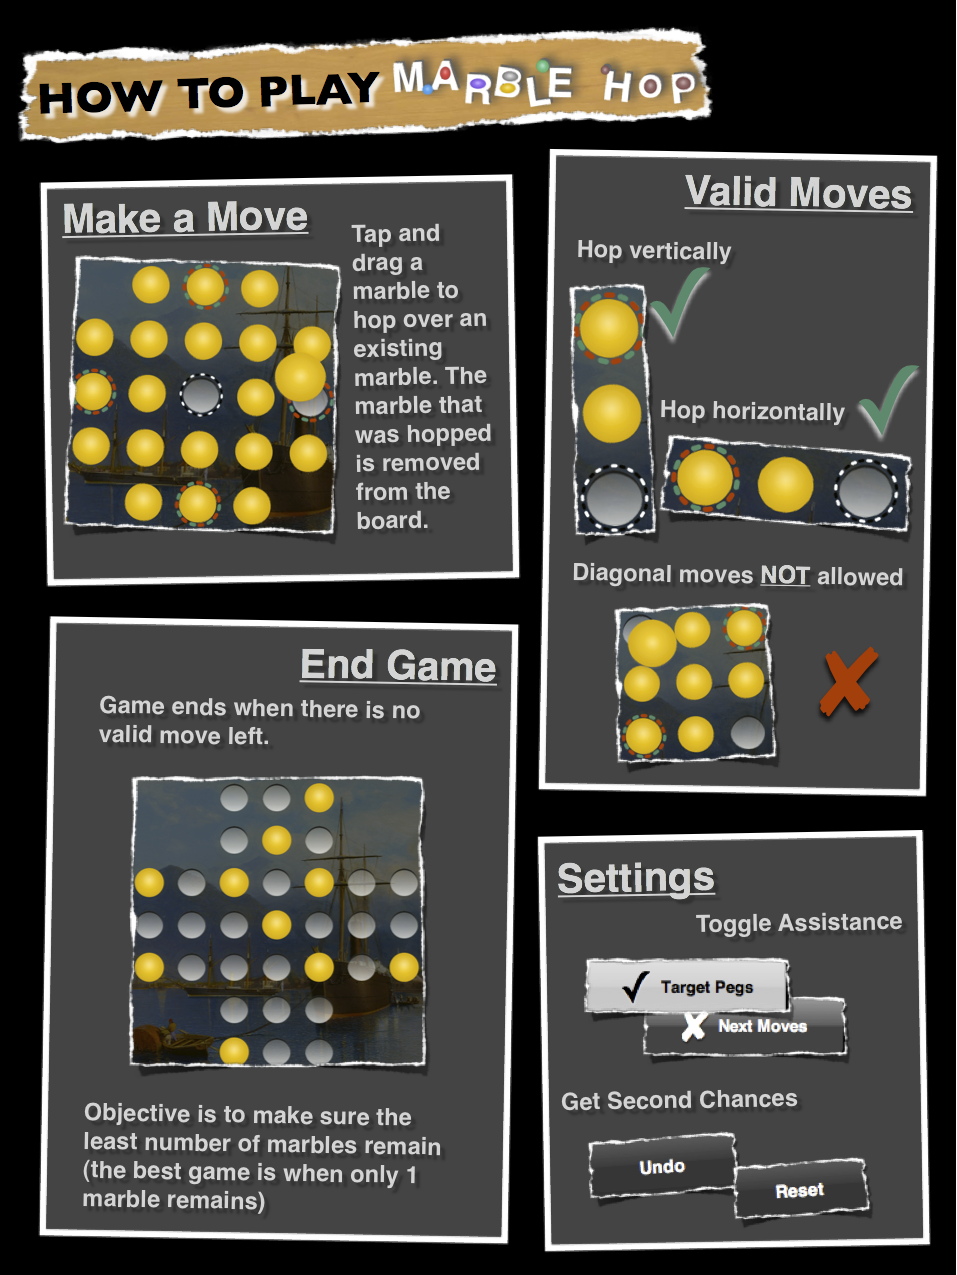 HOW TO PLAY MARBLE HOP
Make a Move
Tap and
drag a
marble to
hop over an
existing
marble. The
marble that
was hopped
is removed
from the
board.
Valid Moves
Hop vertically
Hop horizontally
Diagonal moves NOT allowed
End Game
Game ends when there is no
valid move left.
Objective is to make sure the
least number of marbles remain
(the best game is when only 1
marble remains)
Settings
Toggle Assistance
Target Pegs
Next Moves
Get Second Chances
Undo
Reset